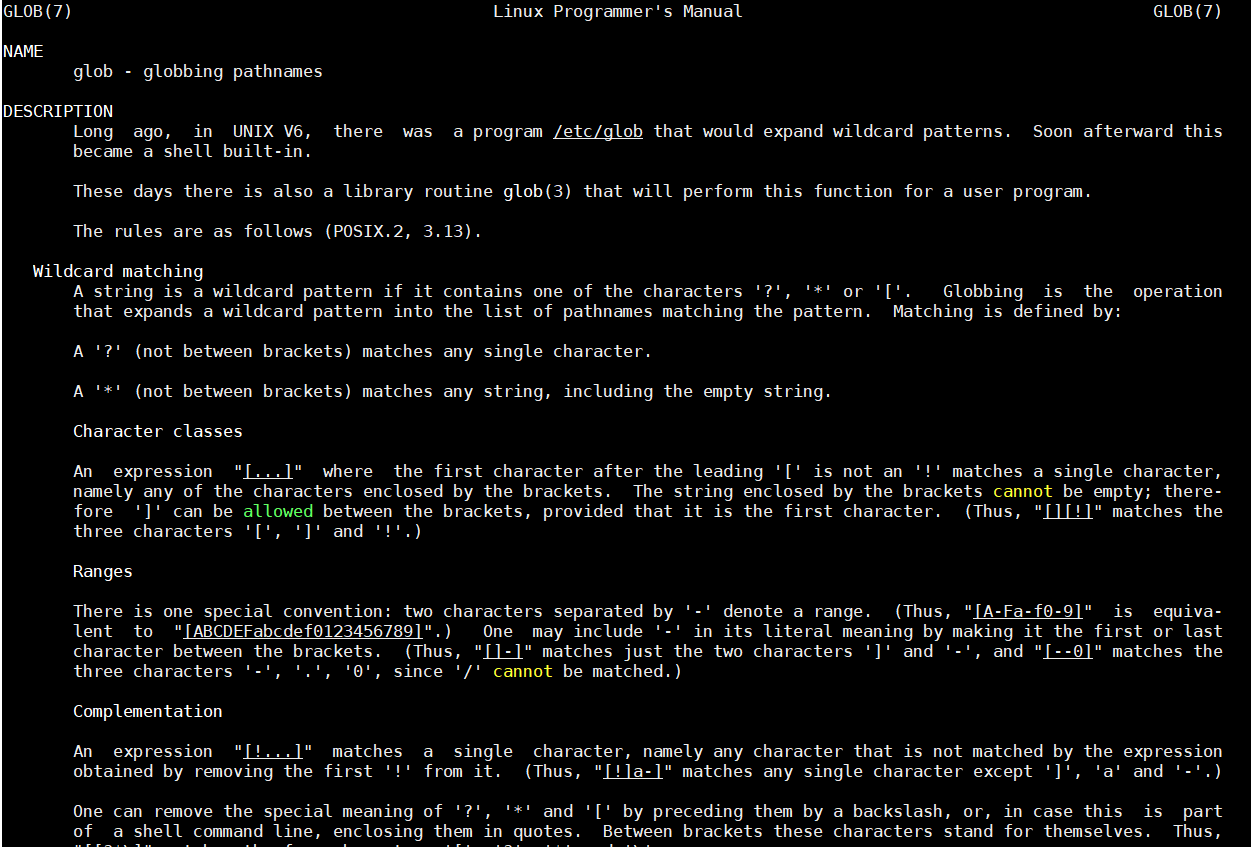 GLOB(7) Linux Programmer's Manual GLOB(7)
NAME
glob - globbing pathnames
DESCRIPTION
Long ago, in UNIX V6, there was a program /etc/glob that would expand wildcard patterns. Soon afterward this
became a shell built-in.
These days there is also a library routine glob(3) that will perform this function for a user program.
The rules are as follows (POSIX.2, 3.13).
Wildcard matching
A string is a wildcard pattern if it contains one of the characters '?', '*' or '['. Globbing is the operation
that expands a wildcard pattern into the list of pathnames matching the pattern. Matching is defined by:
A '?' (not between brackets) matches any single character.
A '*' (not between brackets) matches any string, including the empty string.
Character classes
An expression "[...]" where the first character after the leading '[' is not an '!' matches a single character,
namely any of the characters enclosed by the brackets. The string enclosed by the brackets cannot be empty; there-
fore ']' can be allowed between the brackets, provided that it is the first character. (Thus, "[][!]" matches the
three characters '[', ']' and '!'.)
Ranges
There is one special convention: two characters separated by '-' denote a range. (Thus, "[A-Fa-f0-9]" is equiva-
lent to "[ABCDEFabcdef0123456789]".) One may include '-' in its literal meaning by making it the first or last
character between the brackets. (Thus, "[]-]" matches just the two characters ']' and '-', and "[--0]" matches the
three characters '-', '.', '0', since '/' cannot be matched.)
Complementation
An expression "[!...]" matches a single character, namely any character that is not matched by the expression
obtained by removing the first '!' from it. (Thus, "[!]a-]" matches any single character except ']', 'a' and '-'.)
One can remove the special meaning of '?', '*' and '[' by preceding them by a backslash, or, in case this is part
of a shell command line, enclosing them in quotes. Between brackets these characters stand for themselves. Thus,